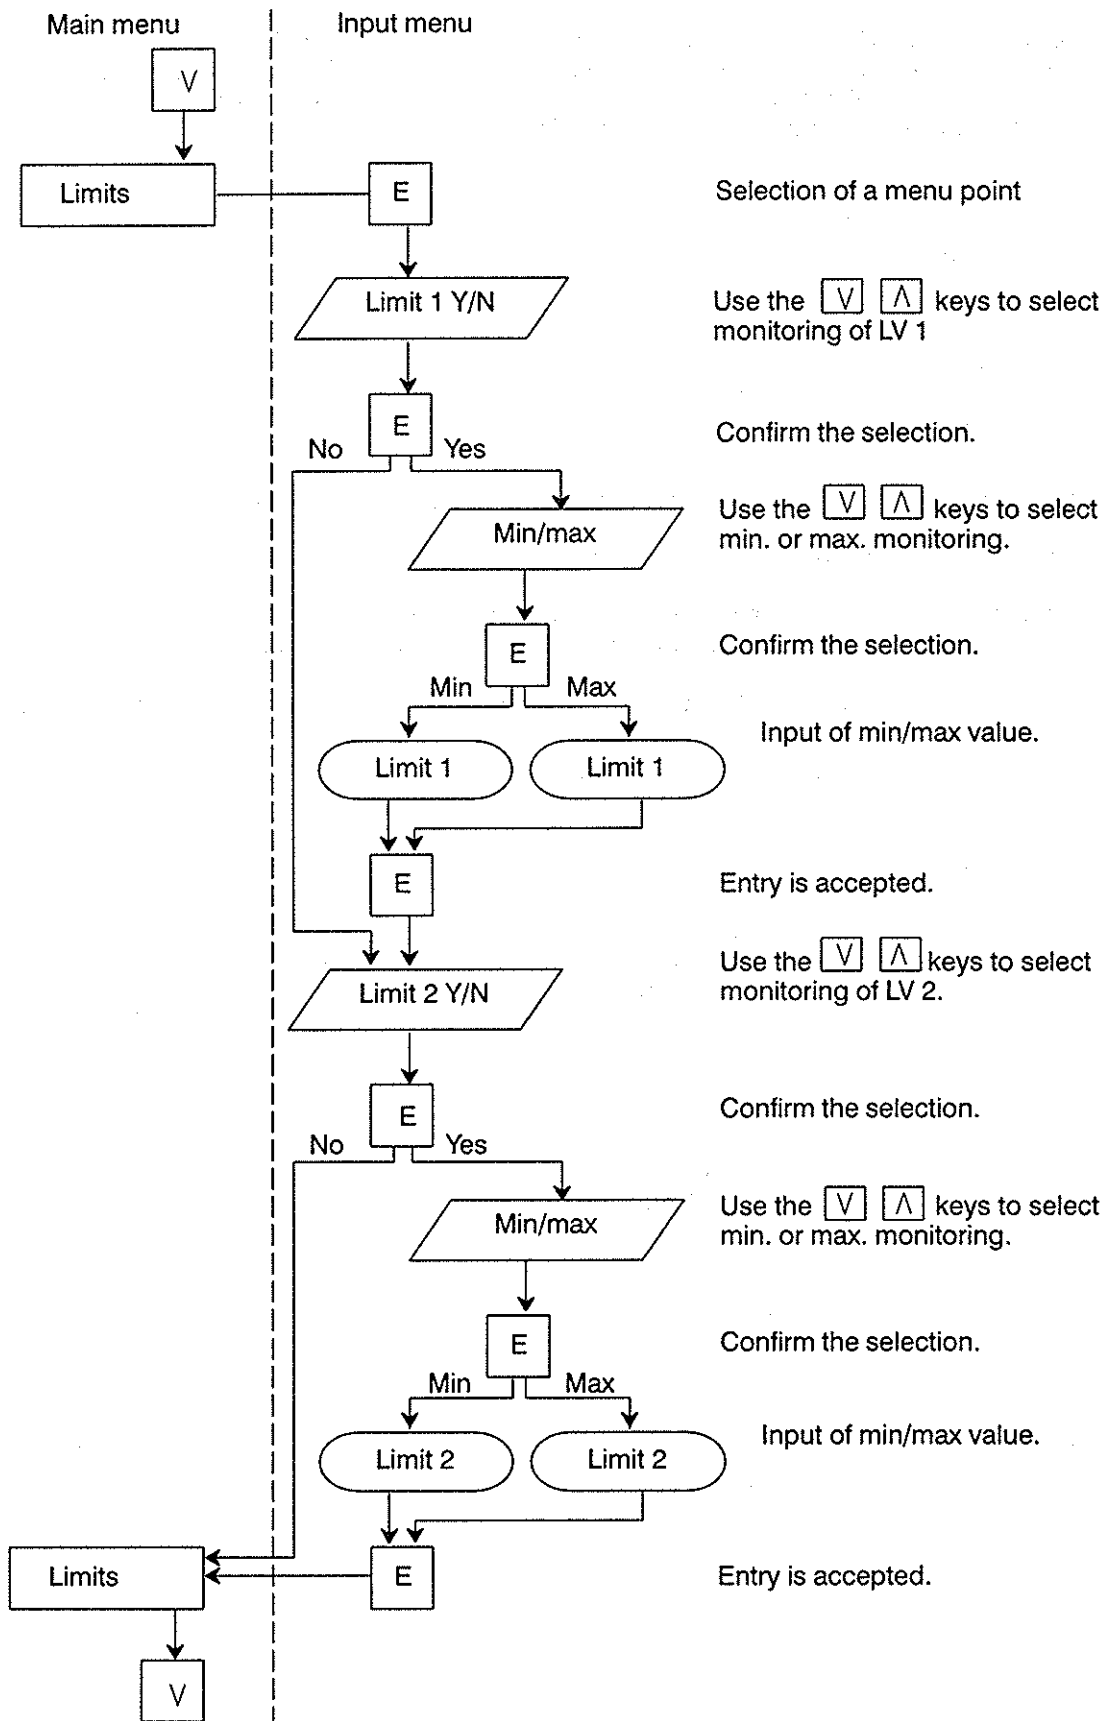 Main menu
Input menu
V
Limits
E
Selection of a menu point
Limit 1 Y/N
Use the V Λ keys to select
monitoring of LV 1
E
Confirm the selection.
No
Yes
Min/max
Use the V Λ keys to select
min. or max. monitoring.
E
Confirm the selection.
Min
Max
Input of min/max value.
Limit 1
Limit 1
E
Entry is accepted.
Limit 2 Y/N
Use the V Λ keys to select
monitoring of LV 2.
E
Confirm the selection.
No
Yes
Min/max
Use the V Λ keys to select
min. or max. monitoring.
E
Confirm the selection.
Min
Max
Input of min/max value.
Limit 2
Limit 2
Limits
E
Entry is accepted.
V